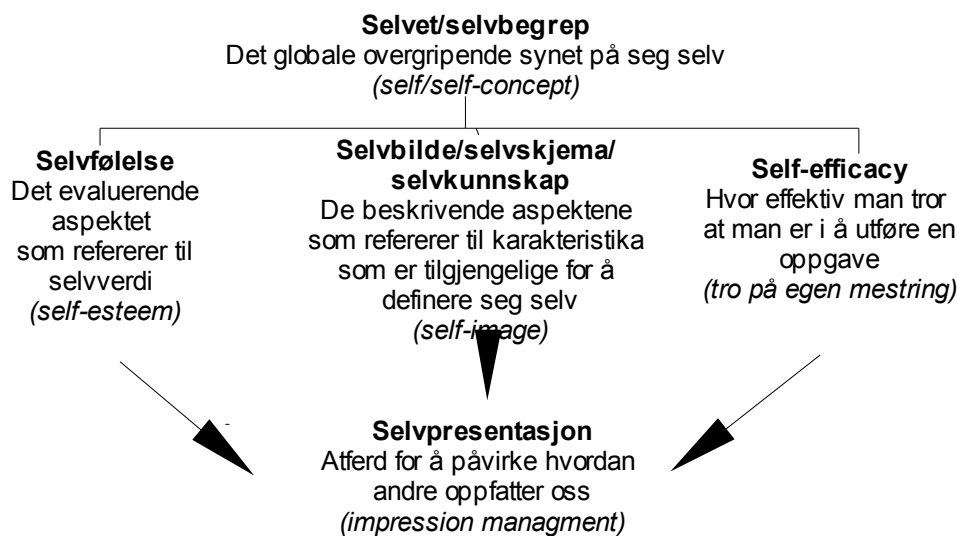 Selvet/selvbegrep
Det globale overgripende synet på seg selv
(self/self-concept)
Selvfølelse
Det evaluerende
aspektet
som refererer til
selvverdi
(self-esteem)
Selvbilde/selvskjema/
selvkunnskap
De beskrivende aspektene
som refererer til karakteristika
som er tilgjengelige for å
definere seg selv
(self-image)
Self-efficacy
Hvor effektiv man tror
at man er i å utføre en
oppgave
(tro på egen mestring)
Selvpresentasjon
Atferd for å påvirke hvordan
andre oppfatter oss
(impression managment)